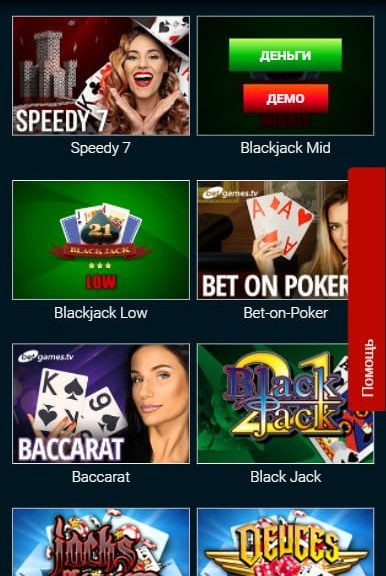 SPEEDY 7
Speedy 7
ДЕНЬГИ
ДЕМО
Blackjack Mid
21
BLACKJACK
LOW
Blackjack Low
betgames.tv
A A A
BET ON POKER
Bet-on-Poker
Помощь
betgames.tv
K 9
BACCARAT
Baccarat
21
Black
Jack
Black Jack
Jacks
DEUCES